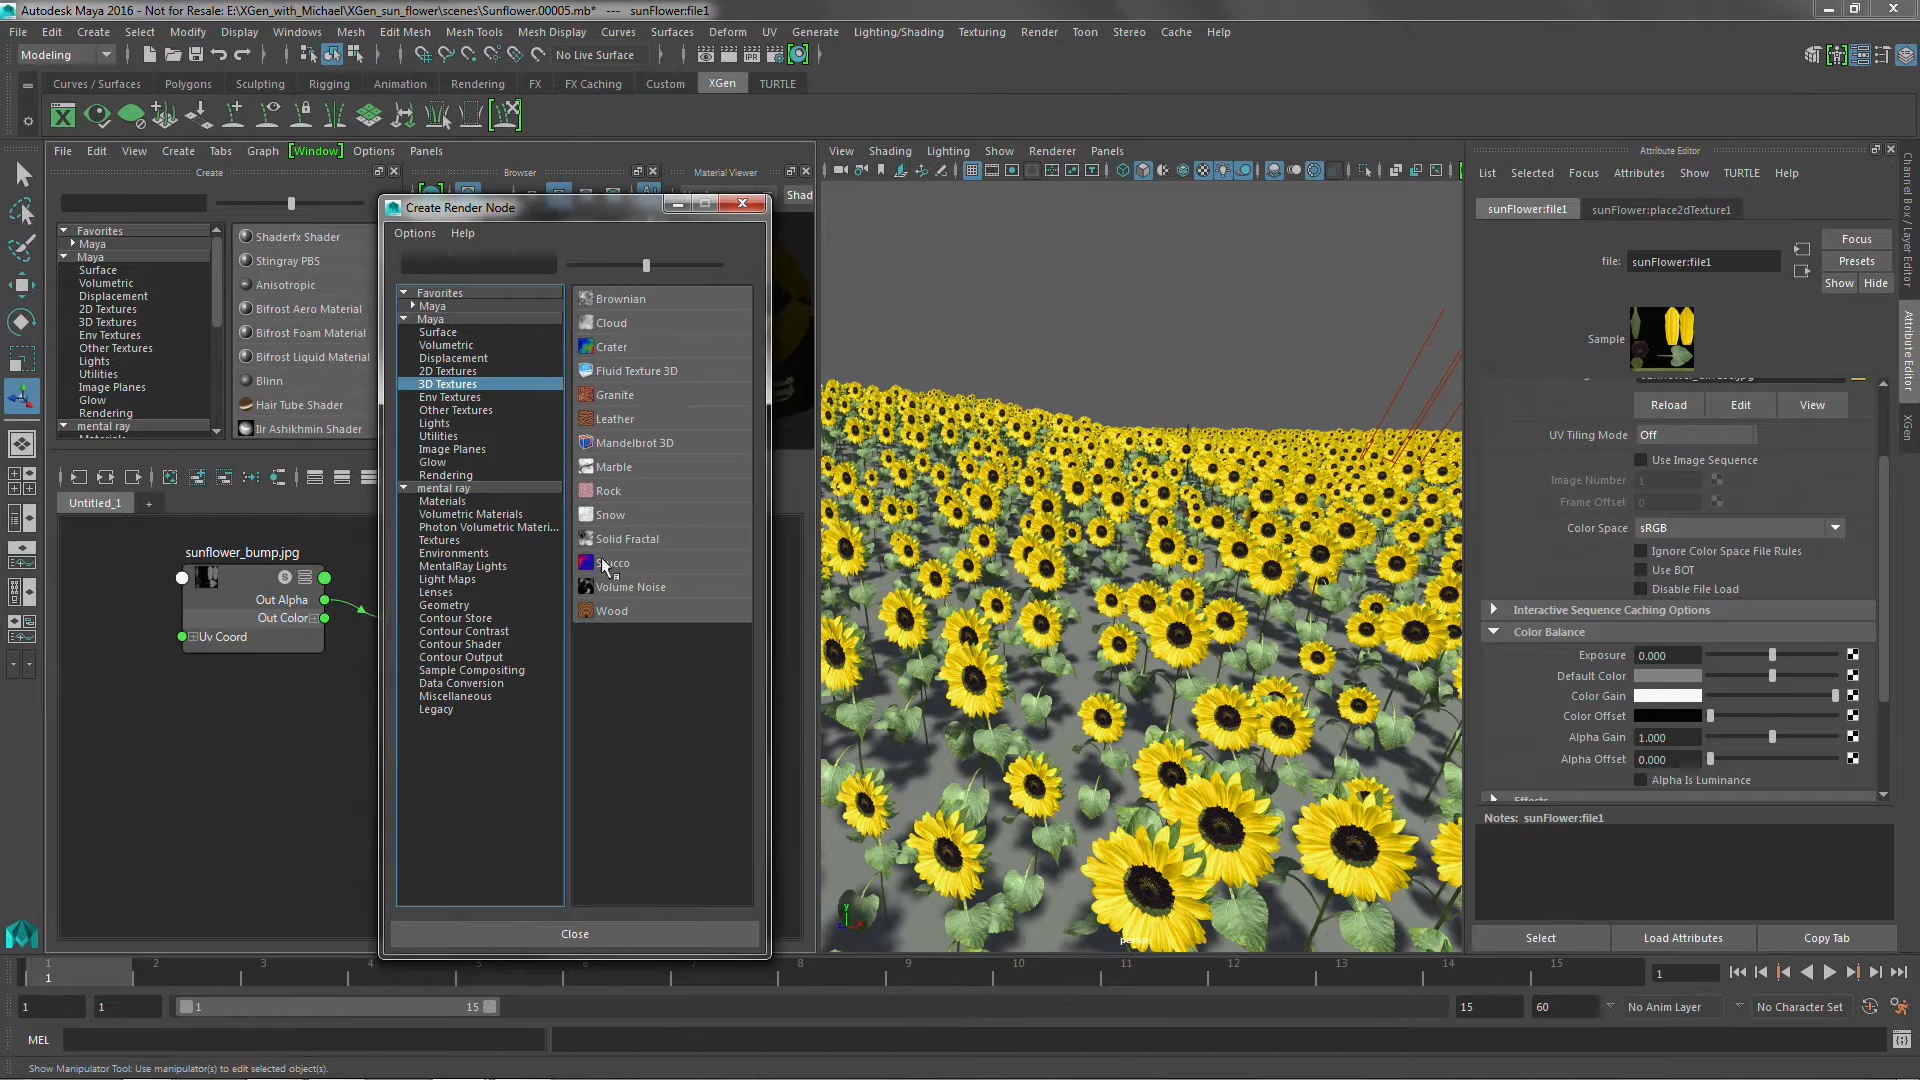 Autodesk Maya 2016 - Not for Resale: E:\XGen_with_Michael\XGen_sun_flower\scenes\Sunflower.00005.mb* --- sunFlower:file1
File Edit Create Select Modify Display Windows Mesh Edit Mesh Mesh Tools Mesh Display Curves Surfaces Deform UV Generate Lighting/Shading Texturing Render Toon Stereo Cache Help
Modeling No Live Surface
Curves / Surfaces Polygons Sculpting Rigging Animation Rendering FX FX Caching Custom XGen TURTLE
File Edit View Create Tabs Graph [Window] Options Panels
Create Browser Material Viewer
Shad
Favorites
Maya
Maya
Surface
Volumetric
Displacement
2D Textures
3D Textures
Env Textures
Other Textures
Lights
Utilities
Image Planes
Glow
Rendering
mental ray
Shaderfx Shader
Stingray PBS
Anisotropic
Bifrost Aero Material
Bifrost Foam Material
Bifrost Liquid Material
Blinn
Hair Tube Shader
Ilr Ashikhmin Shader
Untitled_1 +
sunflower_bump.jpg
Out Alpha
Out Color
Uv Coord
Create Render Node
Options Help
Favorites
Maya
Maya
Surface
Volumetric
Displacement
2D Textures
3D Textures
Env Textures
Other Textures
Lights
Utilities
Image Planes
Glow
Rendering
mental ray
Materials
Volumetric Materials
Photon Volumetric Materi...
Textures
Environments
MentalRay Lights
Light Maps
Lenses
Geometry
Contour Store
Contour Contrast
Contour Shader
Contour Output
Sample Compositing
Data Conversion
Miscellaneous
Legacy
Brownian
Cloud
Crater
Fluid Texture 3D
Granite
Leather
Mandelbrot 3D
Marble
Rock
Snow
Solid Fractal
Stucco
Volume Noise
Wood
Close
View Shading Lighting Show Renderer Panels
persp
y
Attribute Editor
List Selected Focus Attributes Show TURTLE Help
sunFlower:file1 sunFlower:place2dTexture1
file: sunFlower:file1
Focus
Presets
Show Hide
Sample
Reload Edit View
UV Tiling Mode Off
Use Image Sequence
Image Number 1
Frame Offset 0
Color Space sRGB
Ignore Color Space File Rules
Use BOT
Disable File Load
Interactive Sequence Caching Options
Color Balance
Exposure 0.000
Default Color
Color Gain
Color Offset
Alpha Gain 1.000
Alpha Offset 0.000
Alpha Is Luminance
Effects
Notes: sunFlower:file1
Select Load Attributes Copy Tab
Channel Box / Layer Editor
Attribute Editor
XGen
1 2 3 4 5 6 7 8 9 10 11 12 13 14 15
1 1
1 1 1 15 15 60 No Anim Layer No Character Set
MEL
Show Manipulator Tool: Use manipulator(s) to edit selected object(s).